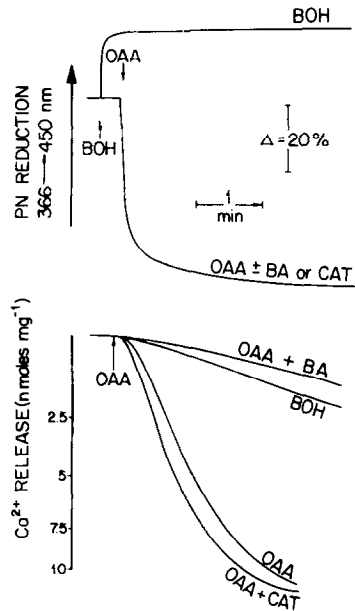 BOH
OAA
PN REDUCTION
366—450 nm
BOH
Δ = 20%
1
min
OAA ± BA or CAT
Ca2+ RELEASE (n moles mg-1)
OAA
OAA + BA
BOH
2.5
5
7.5
10
OAA
OAA + CAT